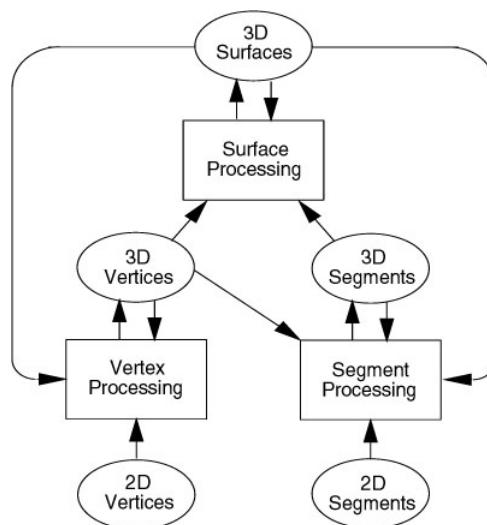 3D
Surfaces
Surface
Processing
3D
Vertices
3D
Segments
Vertex
Processing
Segment
Processing
2D
Vertices
2D
Segments